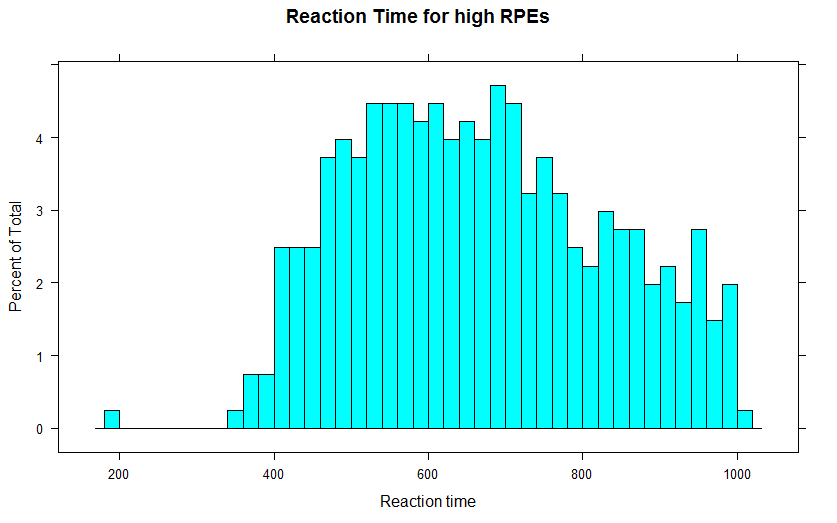 Reaction Time for high RPEs
Percent of Total
4
3
2
1
0
200 400 600 800 1000
Reaction time